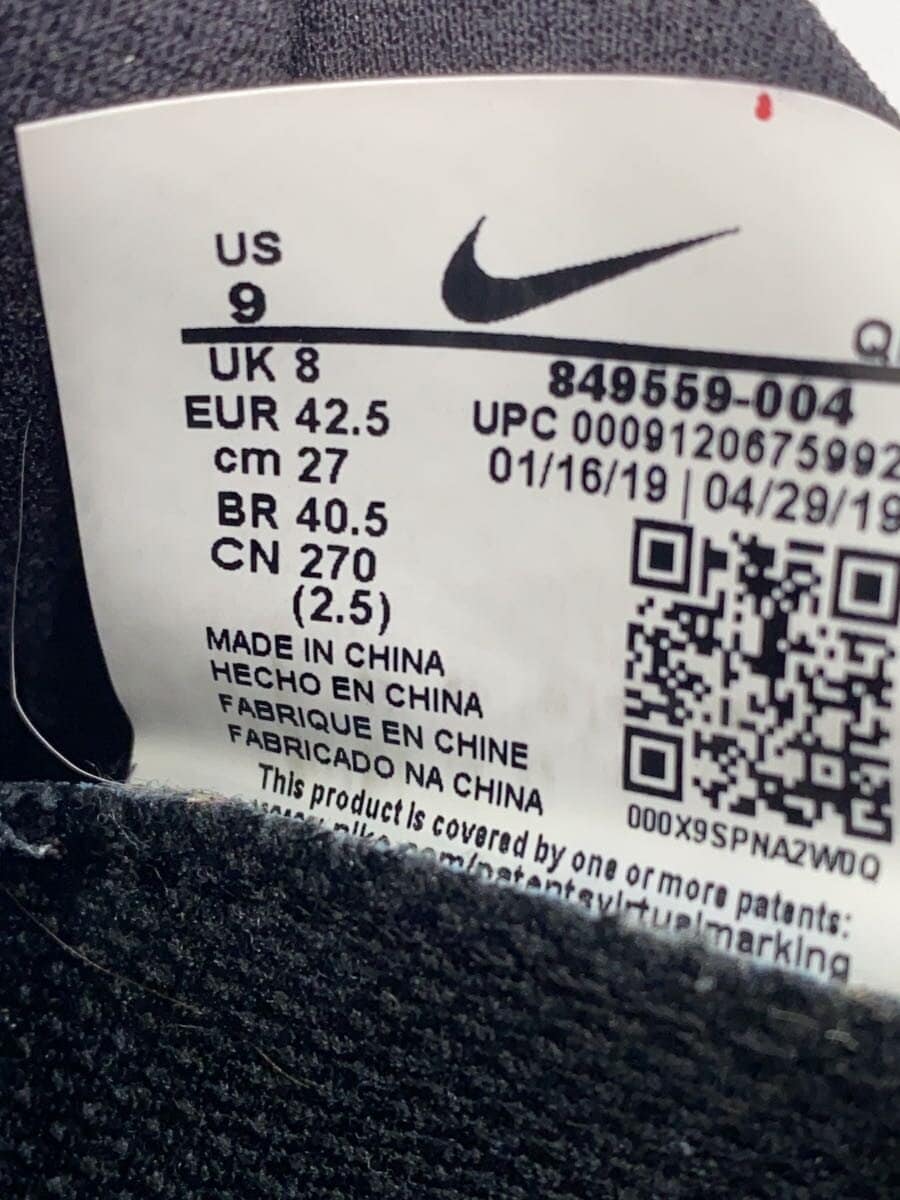 US
9
Q
UK 8
EUR 42.5
cm 27
BR 40.5
CN 270
(2.5)
849559-004
UPC 0009120675992
01/16/19 | 04/29/19
MADE IN CHINA
HECHO EN CHINA
FABRIQUE EN CHINE
FABRICADO NA CHINA
000X9SPNA2W0Q
This product is covered by one or more patents: